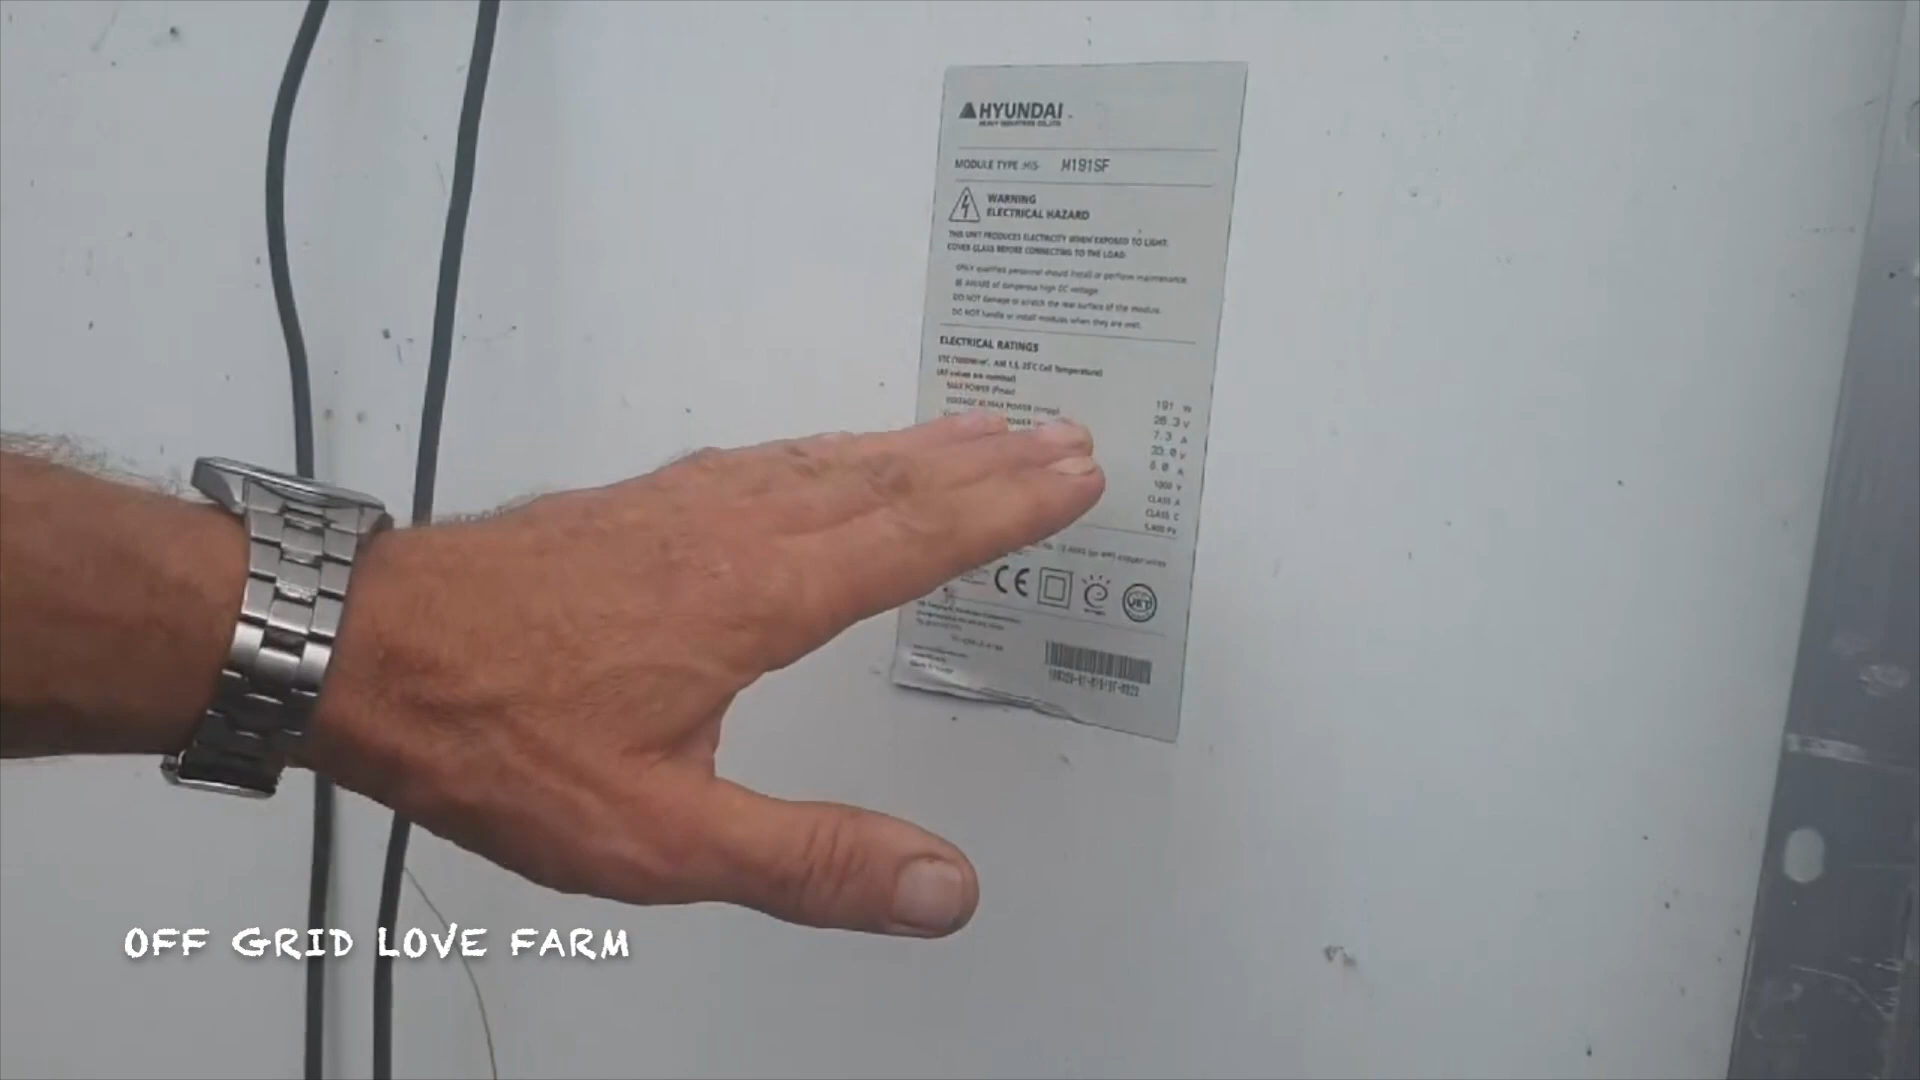 HYUNDAI
HEAVY INDUSTRIES CO.,LTD.
MODULE TYPE :HiS- M191SF
WARNING
ELECTRICAL HAZARD
THIS UNIT PRODUCES ELECTRICITY WHEN EXPOSED TO LIGHT.
COVER GLASS BEFORE CONNECTING TO THE LOAD.
ONLY qualified personnel should install or perform maintenance.
BE AWARE of dangerous high DC voltage.
DO NOT damage or scratch the rear surface of the module.
DO NOT handle or install modules when they are wet.
ELECTRICAL RATINGS
STC (1000W/m², AM 1.5, 25℃ Cell Temperature)
(All values are nominal)
MAX POWER (Pmax) 191 W
VOLTAGE at MAX POWER (Vmpp) 26.3 V
POWER 7.3 A
V
A
1000 V
CLASS A
CLASS C
5,400 Pa
copper wires
CE
JET
OFF GRID LOVE FARM